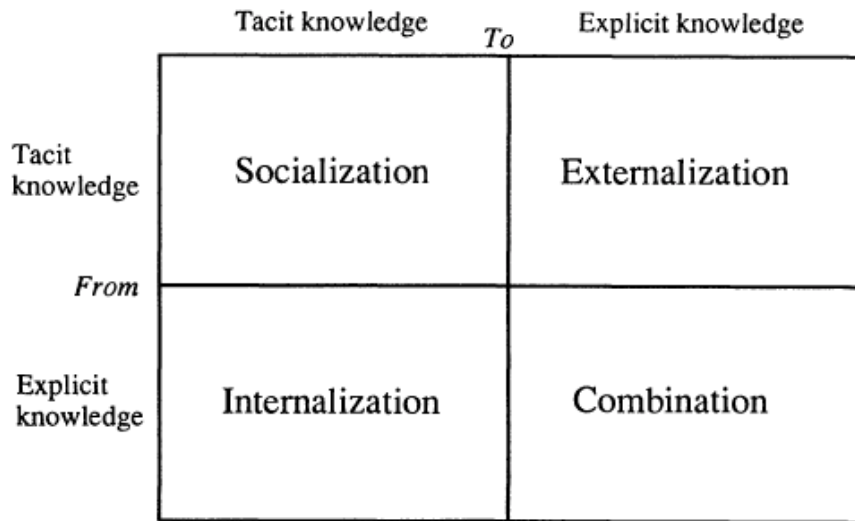 Tacit knowledge
To
Explicit knowledge
Tacit
knowledge
Socialization
Externalization
From
Explicit
knowledge
Internalization
Combination